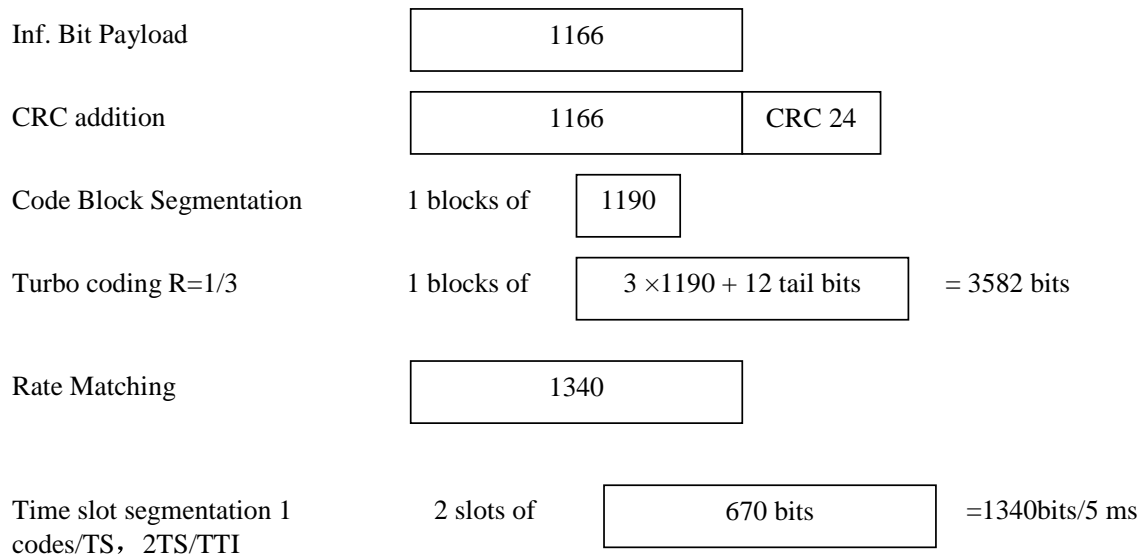 Inf. Bit Payload 1166
CRC addition 1166 CRC 24
Code Block Segmentation 1 blocks of 1190
Turbo coding R=1/3 1 blocks of 3 ×1190 + 12 tail bits = 3582 bits
Rate Matching 1340
Time slot segmentation 1 2 slots of 670 bits =1340bits/5 ms
codes/TS，2TS/TTI